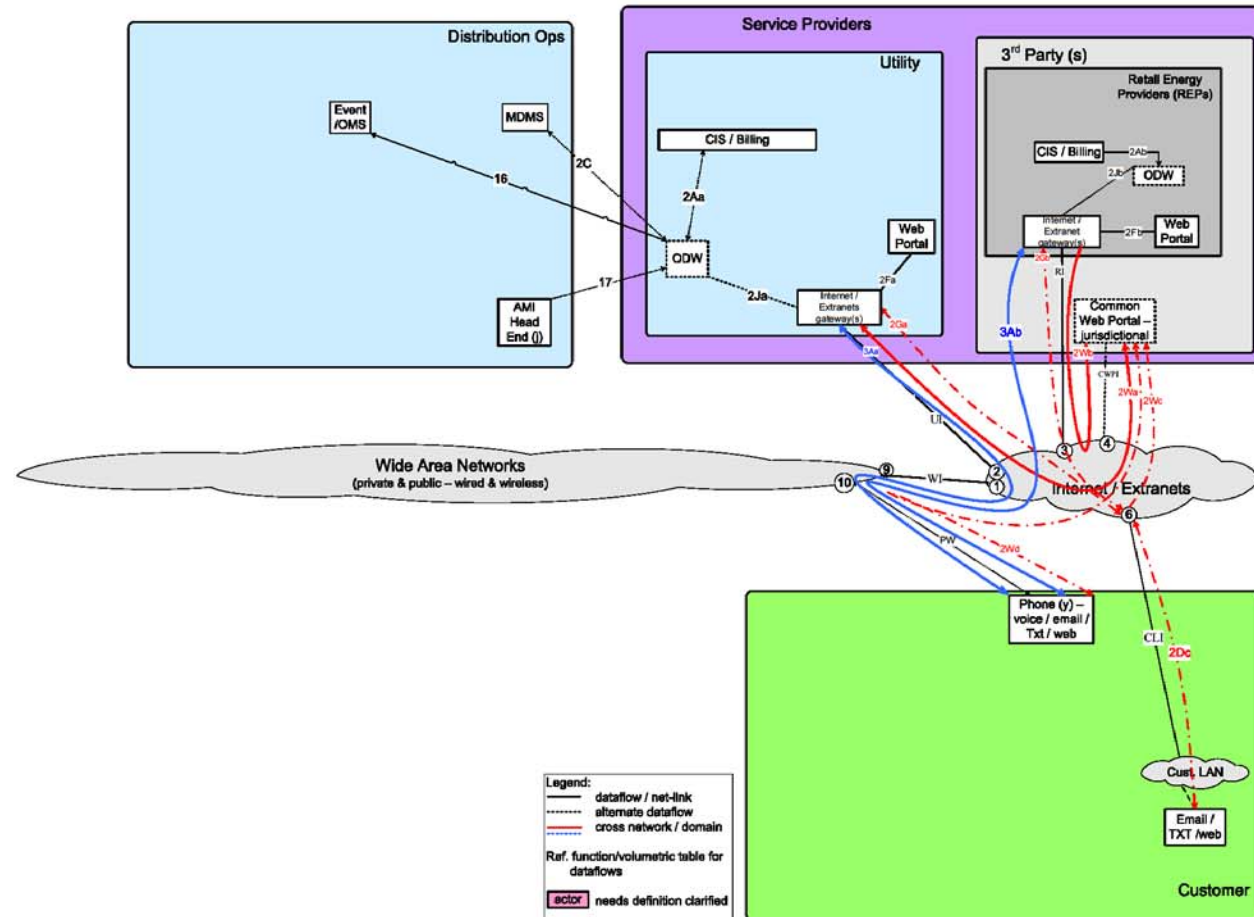 Service Providers
Distribution Ops
Utility
3rd Party (s)
Retail Energy
Providers (REPs)
Event
/OMS
MDMS
CIS / Billing
CIS / Billing
2Ab
2Jb
ODW
2C
16
2Aa
ODW
Web
Portal
Internet /
Extranet
gateway(s)
2Fb
Web
Portal
17
2Ja
2Fa
2Gb
RI
AMI
Head
End (j)
Internet /
Extranets
gateway(s)
2Ga
3Ab
Common
Web Portal –
jurisdictional
3Aa
2Wb
CWPI
2Wa
2Wc
UI
3
4
Wide Area Networks
(private & public – wired & wireless)
9
10
WI
2
1
Internet / Extranets
6
PW
2Wd
Phone (y) –
voice / email /
Txt / web
CLI
2Dc
Cust. LAN
Email /
TXT /web
Customer
Legend:
dataflow / net-link
alternate dataflow
cross network / domain
Ref. function/volumetric table for
dataflows
actor needs definition clarified